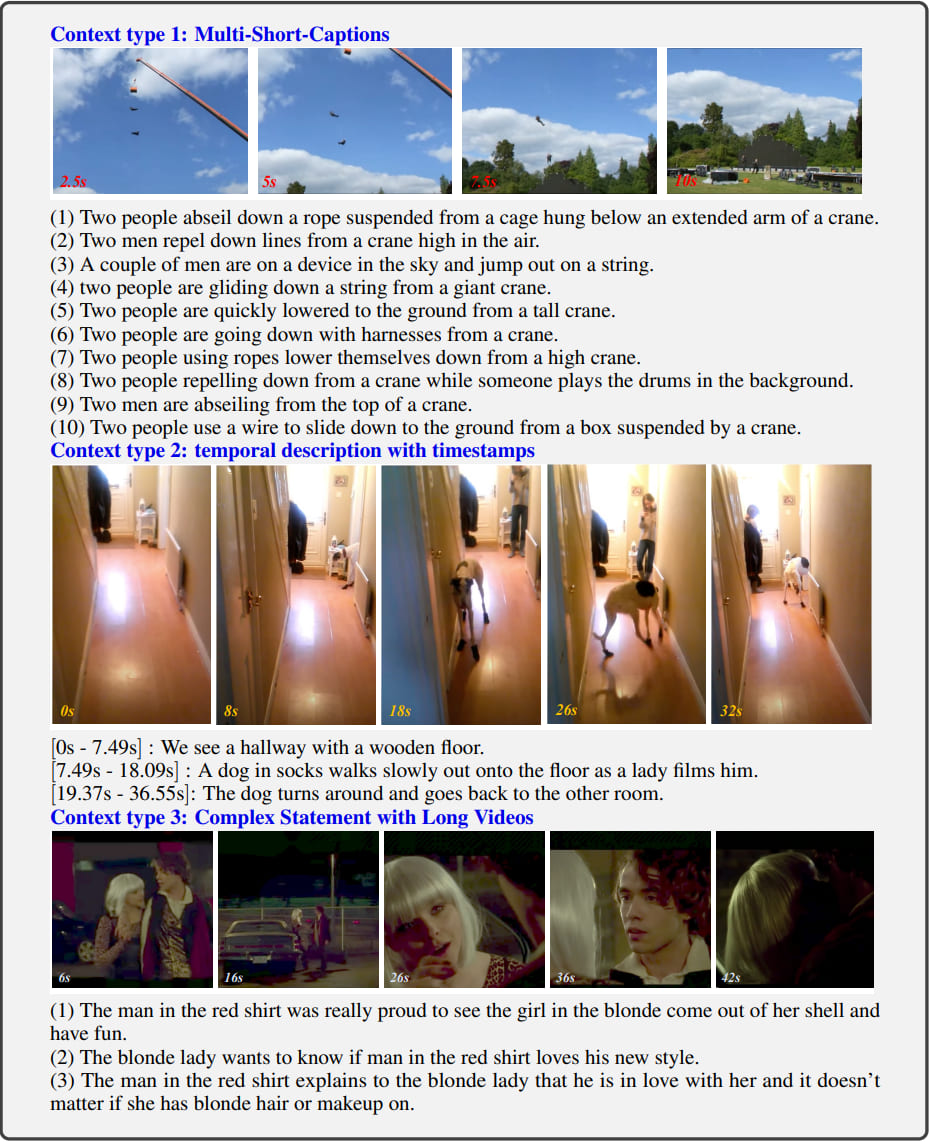 Context type 1: Multi-Short-Captions
2.5s
5s
7.5s
10s
(1) Two people abseil down a rope suspended from a cage hung below an extended arm of a crane.
(2) Two men repel down lines from a crane high in the air.
(3) A couple of men are on a device in the sky and jump out on a string.
(4) two people are gliding down a string from a giant crane.
(5) Two people are quickly lowered to the ground from a tall crane.
(6) Two people are going down with harnesses from a crane.
(7) Two people using ropes lower themselves down from a high crane.
(8) Two people repelling down from a crane while someone plays the drums in the background.
(9) Two men are abseiling from the top of a crane.
(10) Two people use a wire to slide down to the ground from a box suspended by a crane.
Context type 2: temporal description with timestamps
0s
8s
18s
26s
32s
[0s - 7.49s] : We see a hallway with a wooden floor.
[7.49s - 18.09s] : A dog in socks walks slowly out onto the floor as a lady films him.
[19.37s - 36.55s]: The dog turns around and goes back to the other room.
Context type 3: Complex Statement with Long Videos
6s
16s
26s
36s
42s
(1) The man in the red shirt was really proud to see the girl in the blonde come out of her shell and
have fun.
(2) The blonde lady wants to know if man in the red shirt loves his new style.
(3) The man in the red shirt explains to the blonde lady that he is in love with her and it doesn't
matter if she has blonde hair or makeup on.